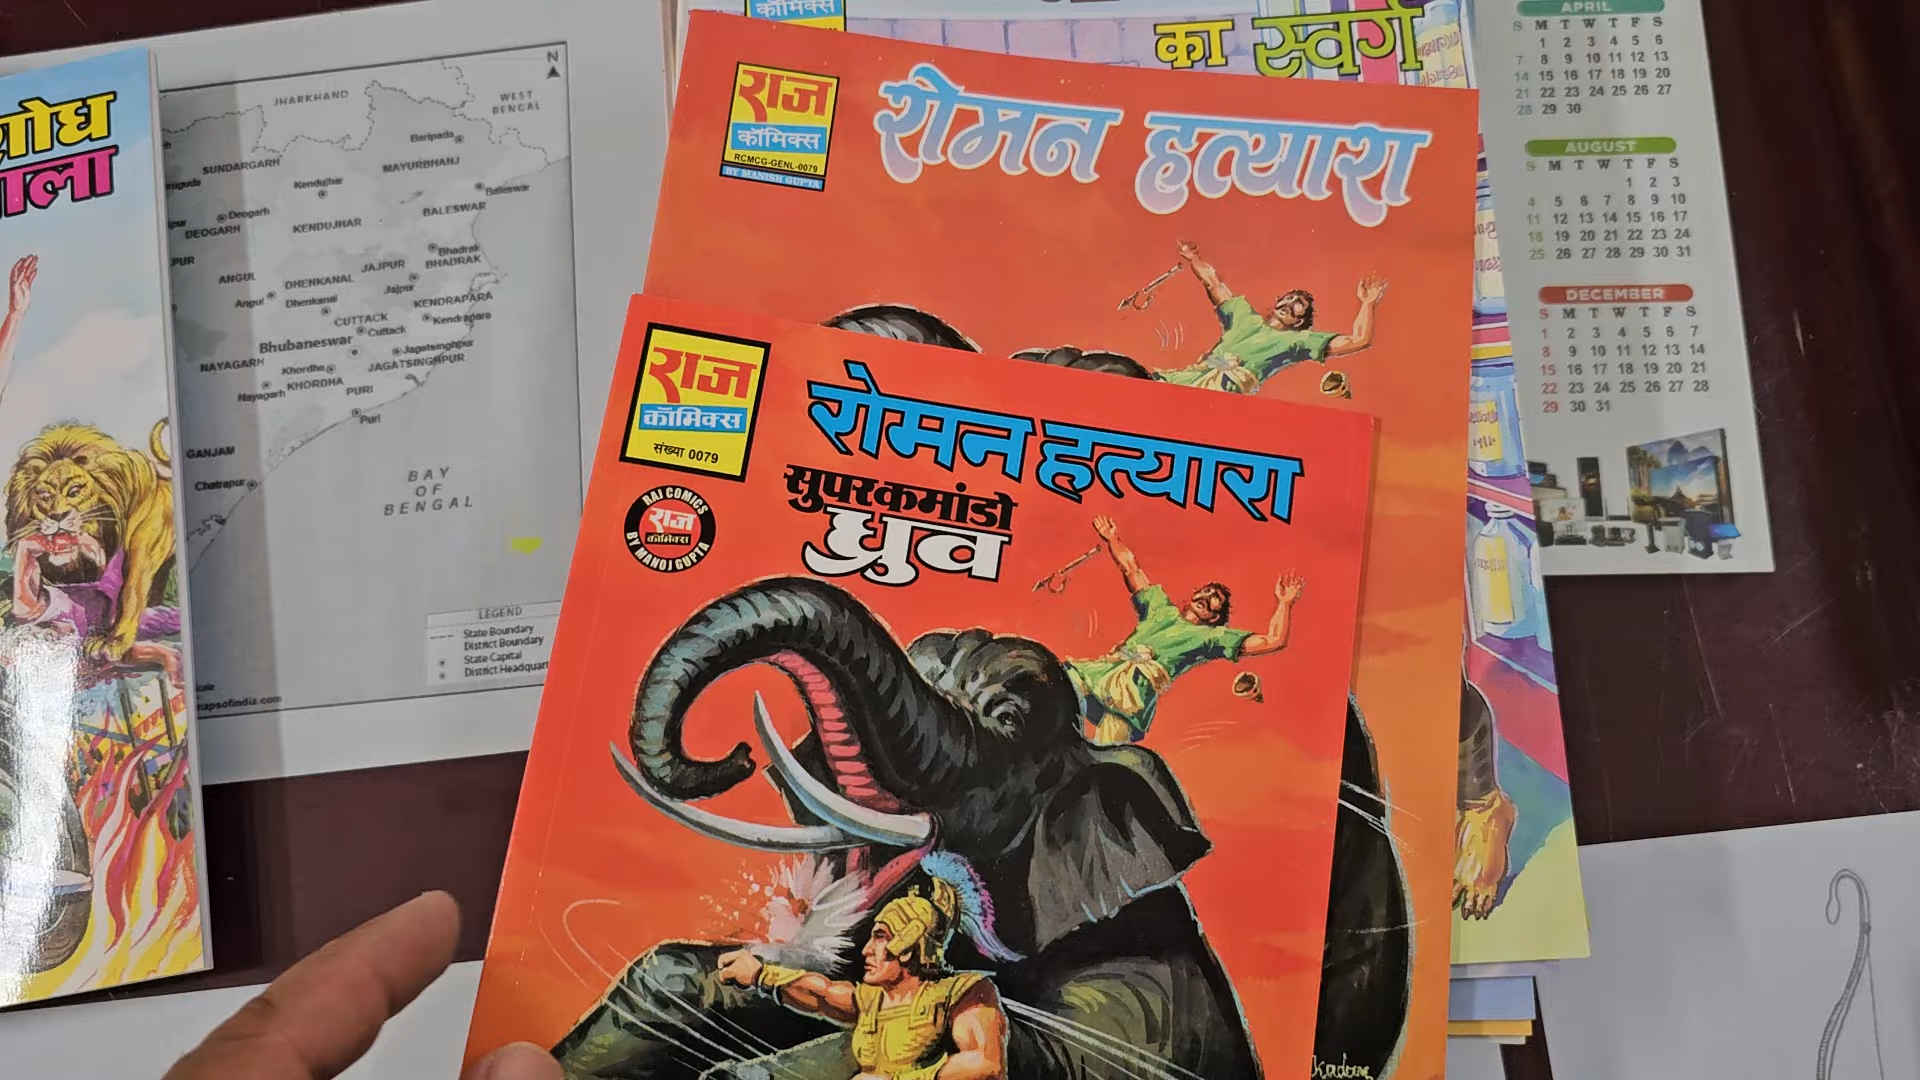 कॉमिक्स
का स्वर्ग
शोध
राज
कॉमिक्स
RCMCG-GENL-0079
BY MANISH GUPTA
रोमन हत्यारा
राज
कॉमिक्स
संख्या 0079
RAJ COMICS
राज
कॉमिक्स
BY MANOJ GUPTA
रोमन हत्यारा
सुपर कमांडो
ध्रुव
Kadam
N
JHARKHAND
WEST
BENGAL
Baripada
SUNDARGARH
MAYURBHANJ
Kendujhar
Baleswar
Deogarh
BALESWAR
DEOGARH
KENDUJHAR
Bhadrak
BHADRAK
JAJPUR
ANGUL
DHENKANAL
Jajpur
Angul
Dhenkanal
KENDRAPARA
CUTTACK
Cuttack
Kendrapara
Bhubaneswar
Jagatsinghpur
NAYAGARH
Khordha
JAGATSINGHPUR
Nayagarh
KHORDHA
PURI
Puri
GANJAM
Chatrapur
BAY
OF
BENGAL
LEGEND
State Boundary
District Boundary
State Capital
District Headquart
mapsofindia.com
APRIL
S M T W T F S
1 2 3 4 5 6
7 8 9 10 11 12 13
14 15 16 17 18 19 20
21 22 23 24 25 26 27
28 29 30
AUGUST
S M T W T F S
1 2 3
4 5 6 7 8 9 10
11 12 13 14 15 16 17
18 19 20 21 22 23 24
25 26 27 28 29 30 31
DECEMBER
S M T W T F S
1 2 3 4 5 6 7
8 9 10 11 12 13 14
15 16 17 18 19 20 21
22 23 24 25 26 27 28
29 30 31